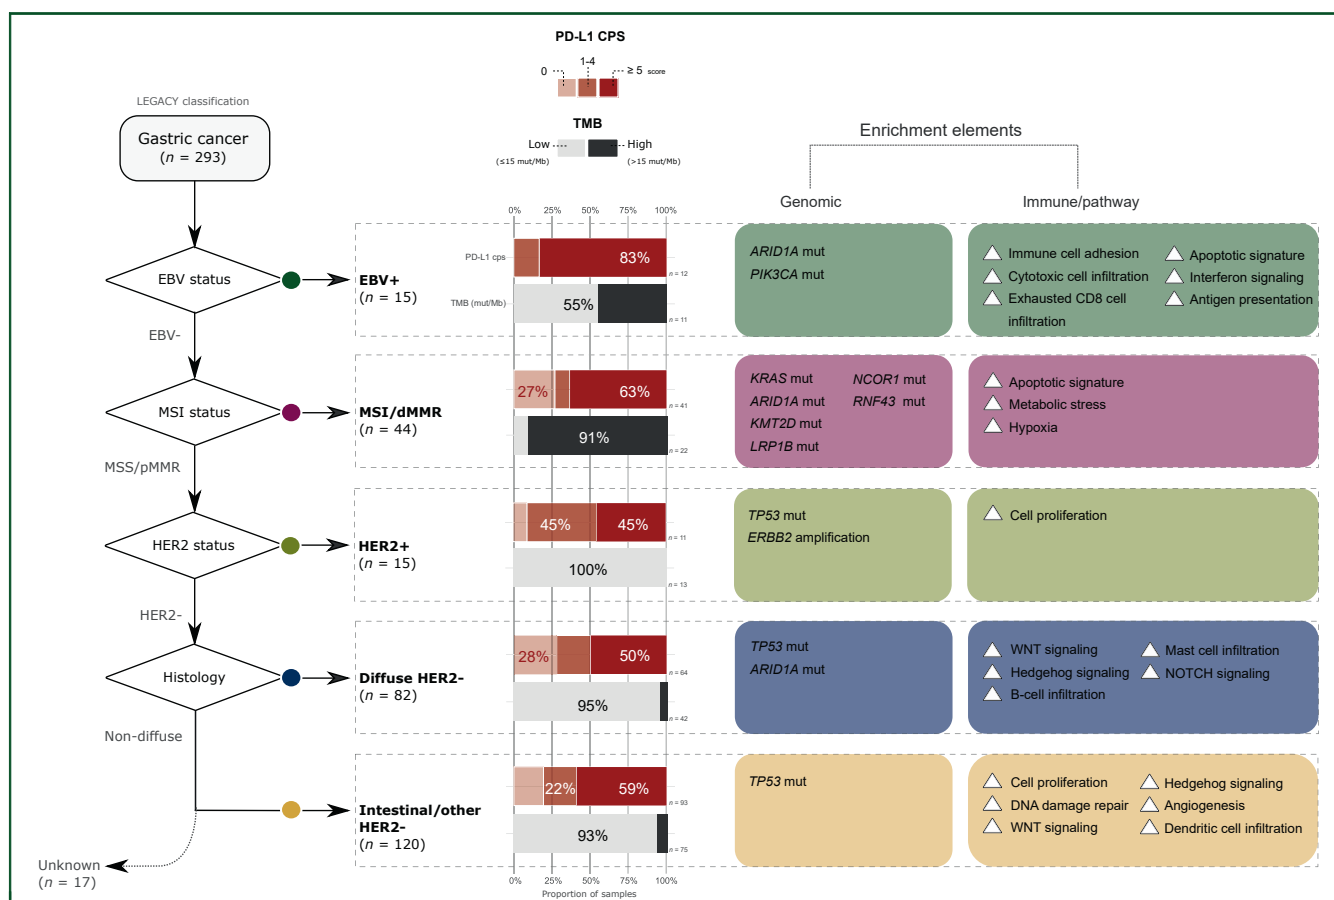 PD-L1 CPS
0
1-4
≥ 5 score
LEGACY classification
Gastric cancer
(n = 293)
TMB
Low
(≤15 mut/Mb)
High
(>15 mut/Mb)
Enrichment elements
Genomic
Immune/pathway
0% 25% 50% 75% 100%
EBV status
EBV+
(n = 15)
PD-L1 cps
83%
n = 12
TMB (mut/Mb)
55%
n = 11
ARID1A mut
PIK3CA mut
Immune cell adhesion
Cytotoxic cell infiltration
Exhausted CD8 cell
infiltration
Apoptotic signature
Interferon signaling
Antigen presentation
EBV-
MSI status
MSI/dMMR
(n = 44)
27% 63%
n = 41
91%
n = 22
KRAS mut
ARID1A mut
KMT2D mut
LRP1B mut
NCOR1 mut
RNF43 mut
Apoptotic signature
Metabolic stress
Hypoxia
MSS/pMMR
HER2 status
HER2+
(n = 15)
45% 45%
n = 11
100%
n = 13
TP53 mut
ERBB2 amplification
Cell proliferation
HER2-
Histology
Diffuse HER2-
(n = 82)
28% 50%
n = 64
95%
n = 42
TP53 mut
ARID1A mut
WNT signaling
Hedgehog signaling
B-cell infiltration
Mast cell infiltration
NOTCH signaling
Non-diffuse
Intestinal/other
HER2-
(n = 120)
22% 59%
n = 93
93%
n = 75
TP53 mut
Cell proliferation
DNA damage repair
WNT signaling
Hedgehog signaling
Angiogenesis
Dendritic cell infiltration
Unknown
(n = 17)
0% 25% 50% 75% 100%
Proportion of samples